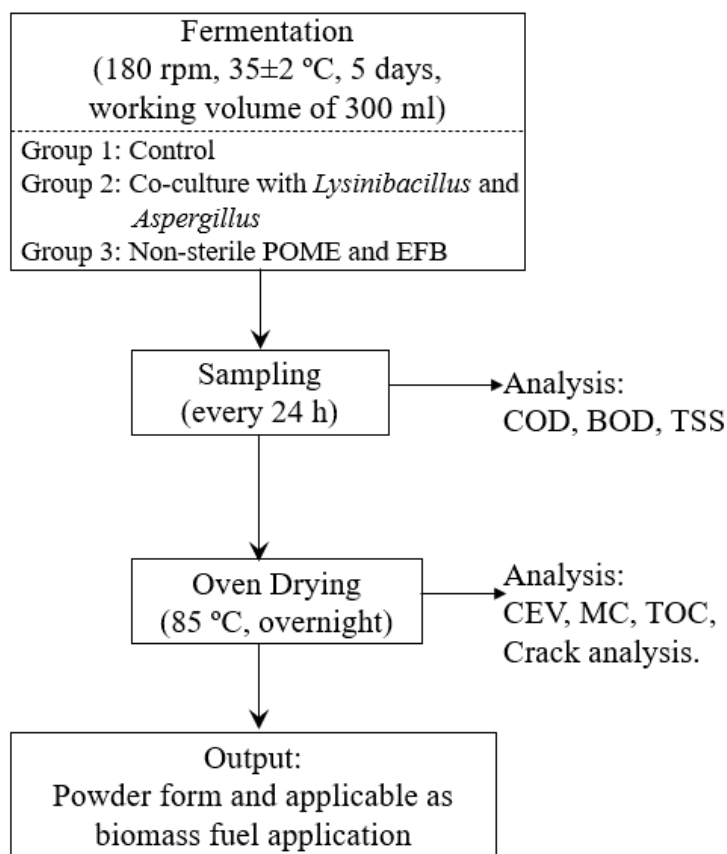 Fermentation
(180 rpm, 35±2 ºC, 5 days,
working volume of 300 ml)
Group 1: Control
Group 2: Co-culture with Lysinibacillus and
Aspergillus
Group 3: Non-sterile POME and EFB
Sampling
(every 24 h)
Analysis:
COD, BOD, TSS
Oven Drying
(85 ºC, overnight)
Analysis:
CEV, MC, TOC,
Crack analysis.
Output:
Powder form and applicable as
biomass fuel application